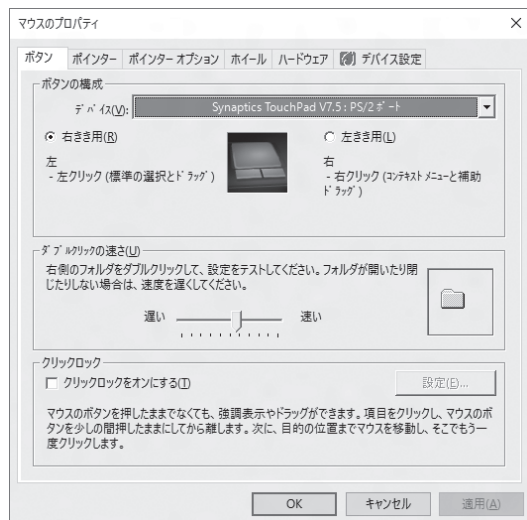 マウスのプロパティ
ボタン ポインター ポインター オプション ホイール ハードウェア デバイス設定
ボタンの構成
デバイス(V): Synaptics TouchPad V7.5 : PS/2 ポート
右きき用(R) 左きき用(L)
左 右
- 左クリック (標準の選択とドラッグ) - 右クリック (コンテキスト メニューと補助
ドラッグ)
ダブルクリックの速さ(U)
右側のフォルダをダブルクリックして、設定をテストしてください。フォルダが開いたり閉
じたりしない場合は、速度を遅くしてください。
遅い 速い
クリックロック
クリックロックをオンにする(T) 設定(E)...
マウスのボタンを押したままでなくても、強調表示やドラッグができます。項目をクリックし、マウスのボ
タンを少しの間押したままにしてから離します。次に、目的の位置までマウスを移動し、そこでもう一
度クリックします。
OK キャンセル 適用(A)